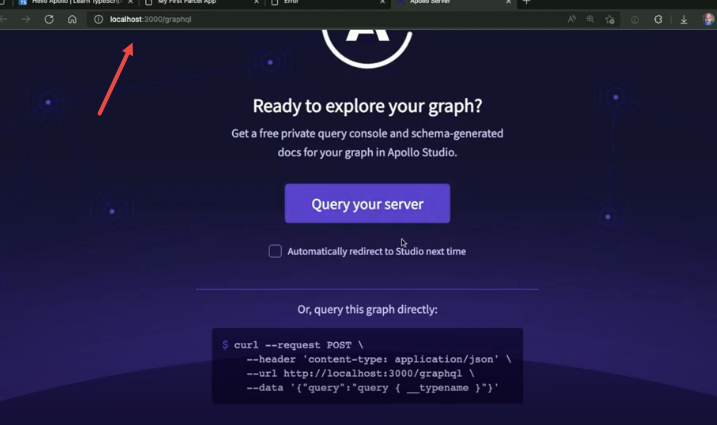 Hello Apollo | Learn TypeScrip
My First Parcel App
Error
Apollo Server
localhost:3000/graphql
Ready to explore your graph?
Get a free private query console and schema-generated
docs for your graph in Apollo Studio.
Query your server
Automatically redirect to Studio next time
Or, query this graph directly:
$ curl --request POST \
--header 'content-type: application/json' \
--url http://localhost:3000/graphql \
--data '{"query":"query { __typename }"}'